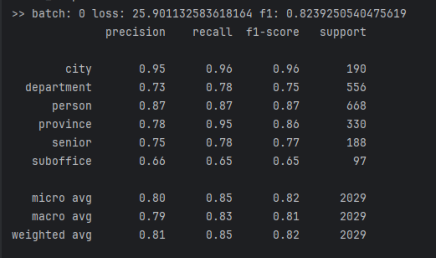 >> batch: 0 loss: 25.901132583618164 f1: 0.8239250540475619
precision recall f1-score support
city 0.95 0.96 0.96 190
department 0.73 0.78 0.75 556
person 0.87 0.87 0.87 668
province 0.78 0.95 0.86 330
senior 0.75 0.78 0.77 188
suboffice 0.66 0.65 0.65 97
micro avg 0.80 0.85 0.82 2029
macro avg 0.79 0.83 0.81 2029
weighted avg 0.81 0.85 0.82 2029